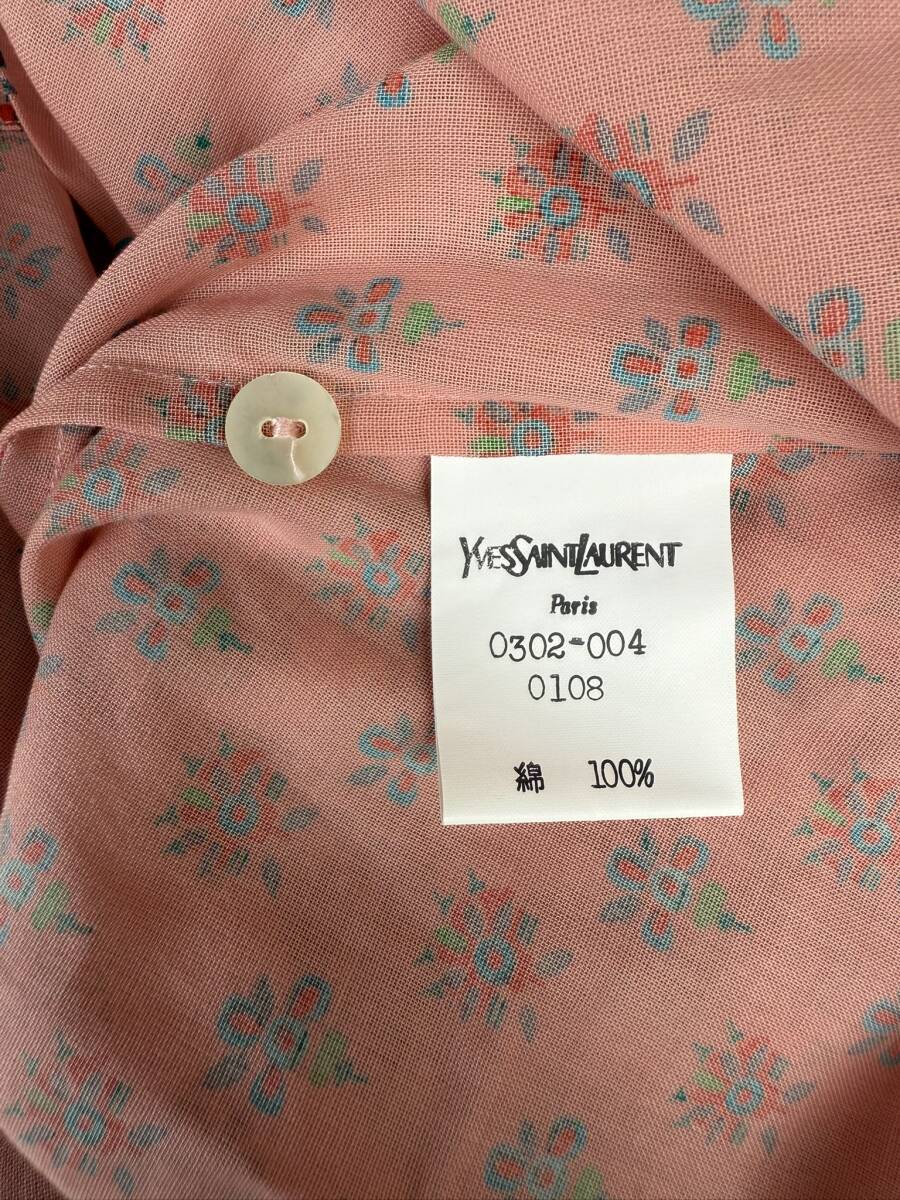 YVESSAINTLAURENT
Paris
0302-004
0108
綿 100%